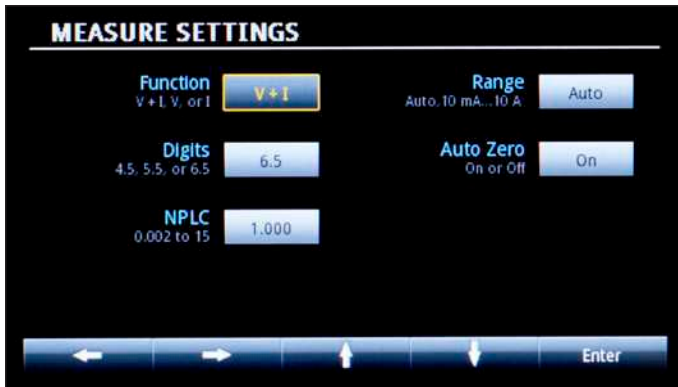 MEASURE SETTINGS
Function
V + I, V, or I
V + I
Range
Auto, 10 mA...10 A
Auto
Digits
4.5, 5.5, or 6.5
6.5
Auto Zero
On or Off
On
NPLC
0.002 to 15
1.000
Enter